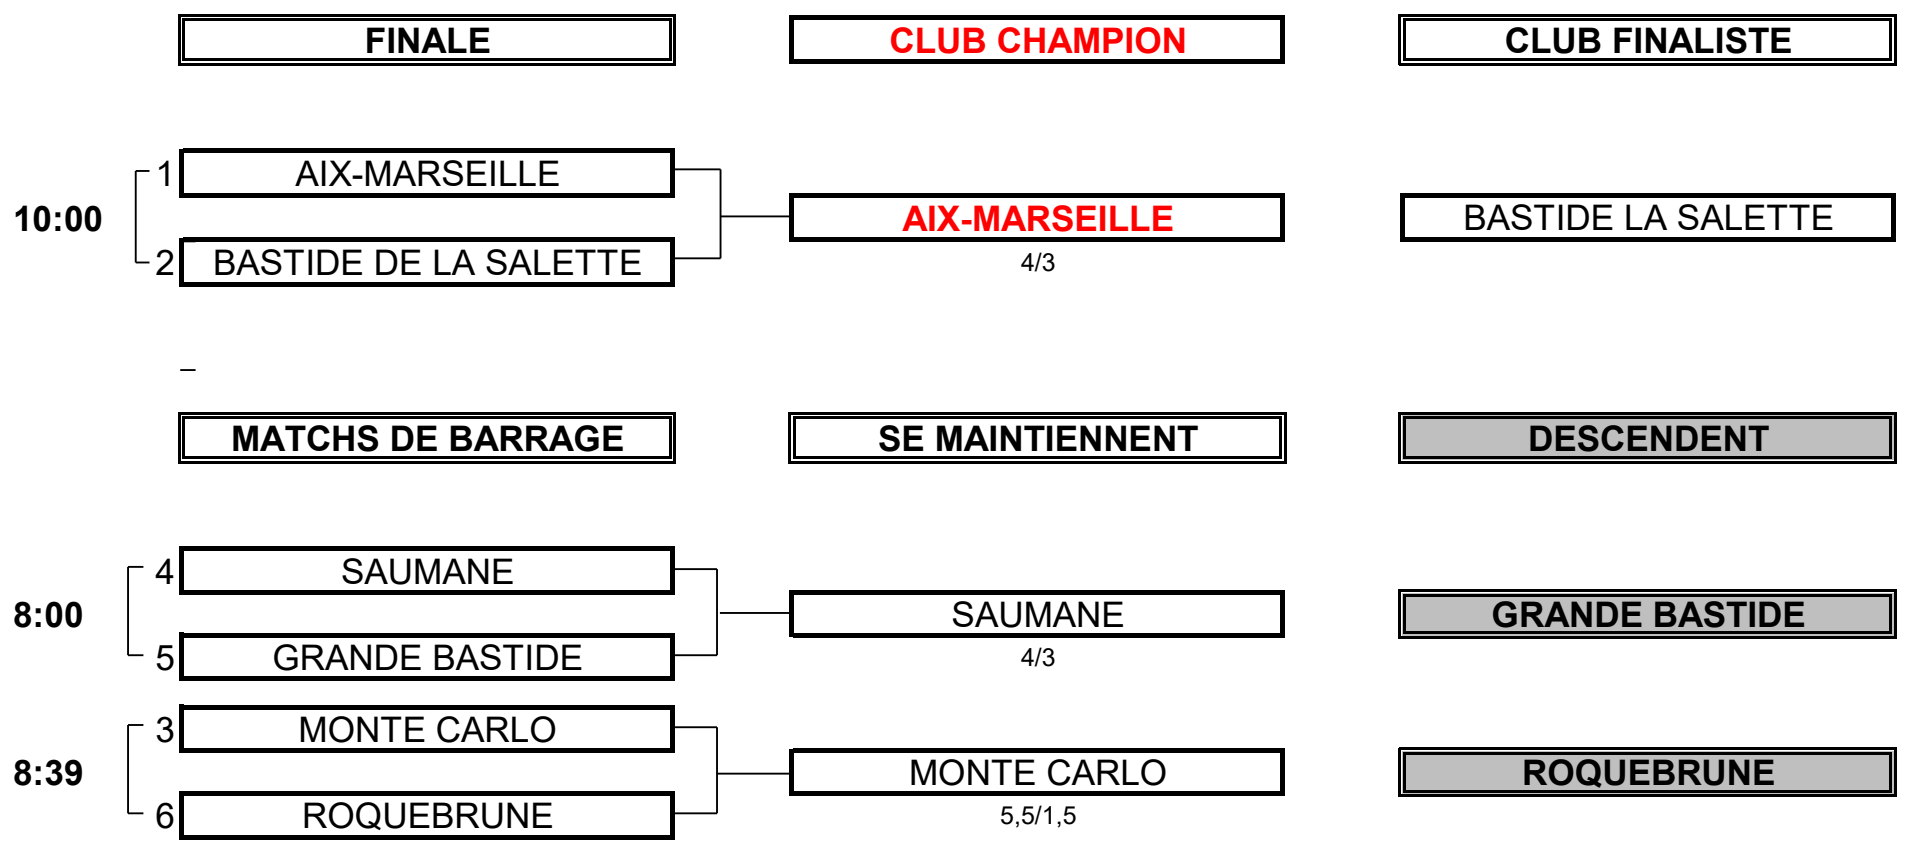 FINALE CLUB CHAMPION CLUB FINALISTE
1 AIX-MARSEILLE
10:00 AIX-MARSEILLE BASTIDE LA SALETTE
2 BASTIDE DE LA SALETTE 4/3
MATCHS DE BARRAGE SE MAINTIENNENT DESCENDENT
4 SAUMANE
8:00 SAUMANE GRANDE BASTIDE
5 GRANDE BASTIDE 4/3
3 MONTE CARLO
8:39 MONTE CARLO ROQUEBRUNE
6 ROQUEBRUNE 5,5/1,5